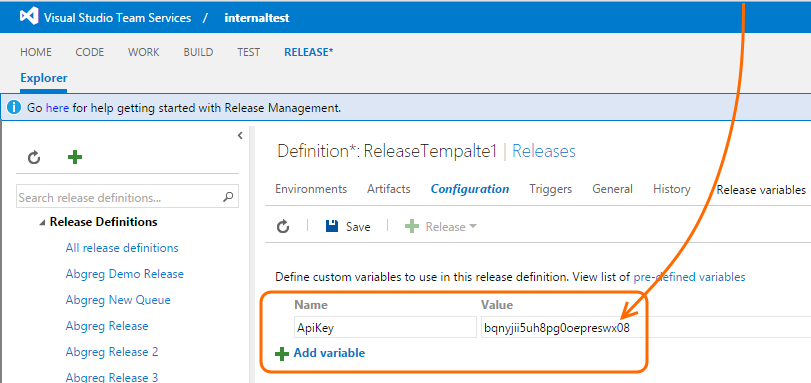 Visual Studio Team Services / internaltest
HOME CODE WORK BUILD TEST RELEASE*
Explorer
Go here for help getting started with Release Management.
Definition*: ReleaseTempalte1 | Releases
Environments Artifacts Configuration Triggers General History Release variables
Save Release
Search release definitions...
Release Definitions
All release definitions
Abgreg Demo Release
Abgreg New Queue
Abgreg Release
Abgreg Release 2
Abgreg Release 3
Define custom variables to use in this release definition. View list of pre-defined variables
Name Value
ApiKey bqnyjii5uh8pg0oepreswx08
Add variable